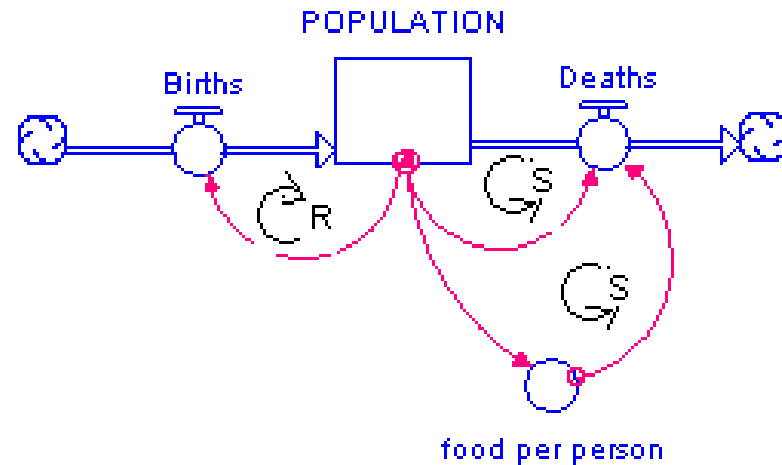 POPULATION
Births
Deaths
R
S
S
food per person